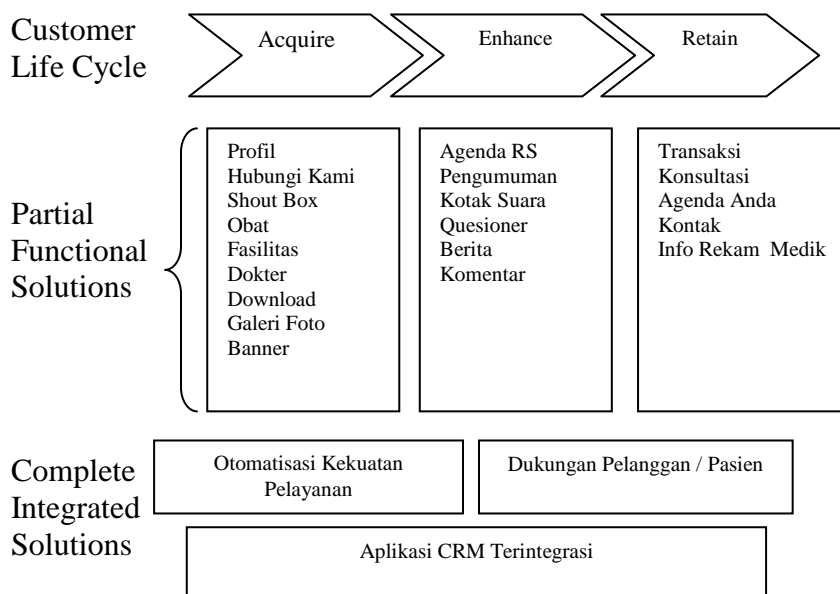 Customer
Life Cycle
Acquire
Enhance
Retain
Partial
Functional
Solutions
Profil
Hubungi Kami
Shout Box
Obat
Fasilitas
Dokter
Download
Galeri Foto
Banner
Agenda RS
Pengumuman
Kotak Suara
Quesioner
Berita
Komentar
Transaksi
Konsultasi
Agenda Anda
Kontak
Info Rekam Medik
Complete
Integrated
Solutions
Otomatisasi Kekuatan
Pelayanan
Dukungan Pelanggan / Pasien
Aplikasi CRM Terintegrasi